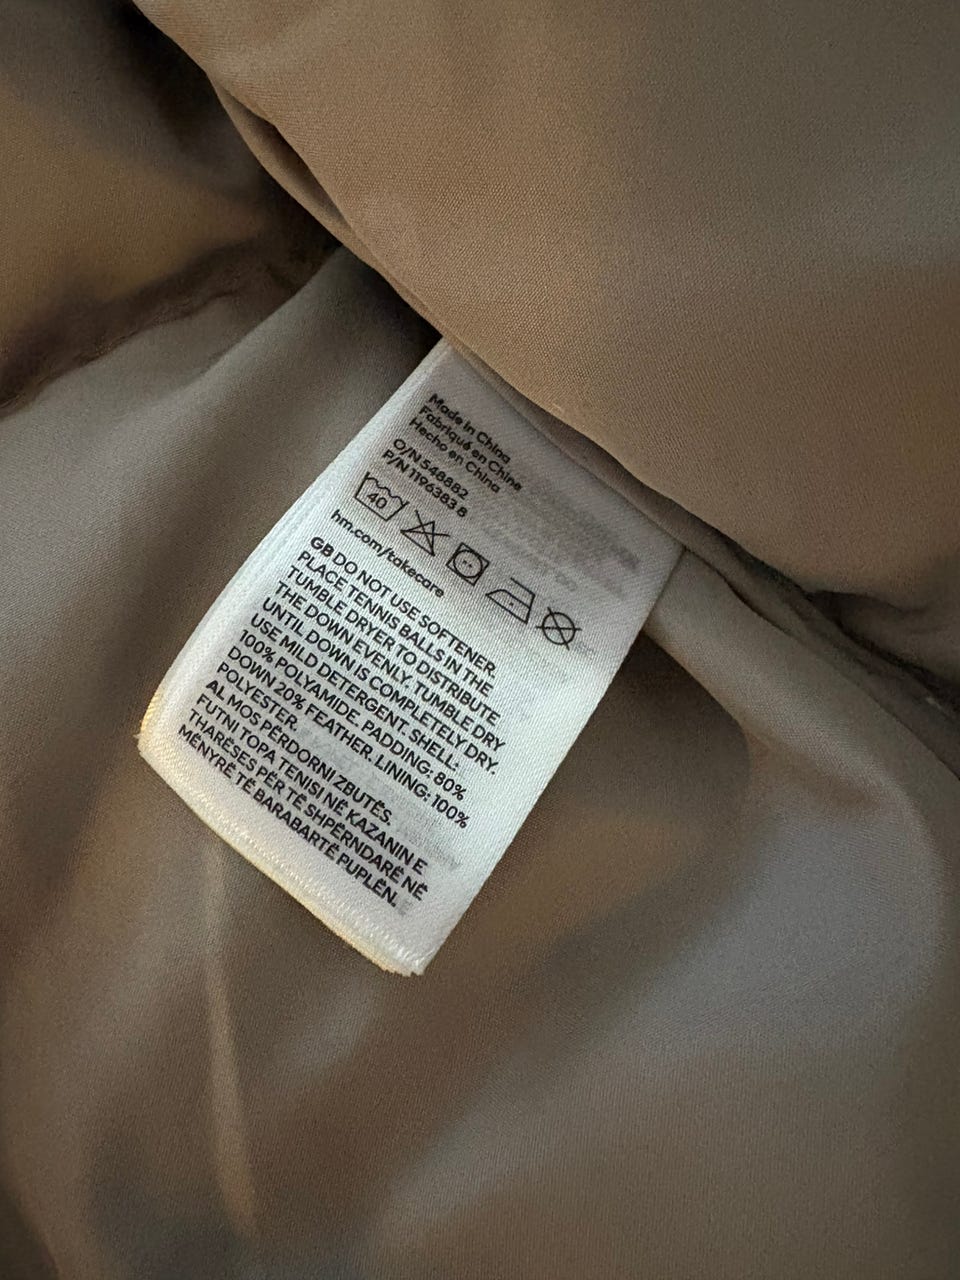 Made in China
Fabriqué en Chine
Hecho en China
O/N 548882
P/N 1196383 8
40
hm.com/takecare
GB DO NOT USE SOFTENER.
PLACE TENNIS BALLS IN THE
TUMBLE DRYER TO DISTRIBUTE
THE DOWN EVENLY. TUMBLE DRY
UNTIL DOWN IS COMPLETELY DRY.
USE MILD DETERGENT. SHELL:
100% POLYAMIDE. PADDING: 80%
DOWN 20% FEATHER. LINING: 100%
POLYESTER.
AL MOS PËRDORNI ZBUTËS.
FUTNI TOPA TENISI NË KAZANIN E
THARËSES PËR TË SHPËRNDARË NË
MËNYRË TË BARABARTË PUPLËN.